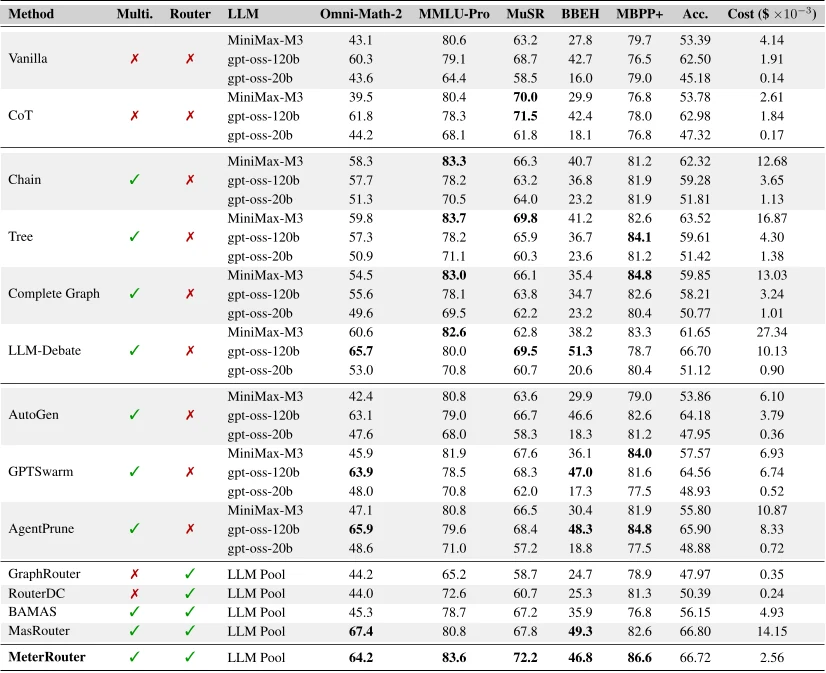 Method Multi. Router LLM Omni-Math-2 MMLU-Pro MuSR BBEH MBPP+ Acc. Cost ($ ×10⁻³)
MiniMax-M3 43.1 80.6 63.2 27.8 79.7 53.39 4.14
Vanilla ✗ ✗ gpt-oss-120b 60.3 79.1 68.7 42.7 76.5 62.50 1.91
gpt-oss-20b 43.6 64.4 58.5 16.0 79.0 45.18 0.14
MiniMax-M3 39.5 80.4 70.0 29.9 76.8 53.78 2.61
CoT ✗ ✗ gpt-oss-120b 61.8 78.3 71.5 42.4 78.0 62.98 1.84
gpt-oss-20b 44.2 68.1 61.8 18.1 76.8 47.32 0.17
MiniMax-M3 58.3 83.3 66.3 40.7 81.2 62.32 12.68
Chain ✓ ✗ gpt-oss-120b 57.7 78.2 63.2 36.8 81.9 59.28 3.65
gpt-oss-20b 51.3 70.5 64.0 23.2 81.9 51.81 1.13
MiniMax-M3 59.8 83.7 69.8 41.2 82.6 63.52 16.87
Tree ✓ ✗ gpt-oss-120b 57.3 78.2 65.9 36.7 84.1 59.61 4.30
gpt-oss-20b 50.9 71.1 60.3 23.6 81.2 51.42 1.38
MiniMax-M3 54.5 83.0 66.1 35.4 84.8 59.85 13.03
Complete Graph ✓ ✗ gpt-oss-120b 55.6 78.1 63.8 34.7 82.6 58.21 3.24
gpt-oss-20b 49.6 69.5 62.2 23.2 80.4 50.77 1.01
MiniMax-M3 60.6 82.6 62.8 38.2 83.3 61.65 27.34
LLM-Debate ✓ ✗ gpt-oss-120b 65.7 80.0 69.5 51.3 78.7 66.70 10.13
gpt-oss-20b 53.0 70.8 60.7 20.6 80.4 51.12 0.90
MiniMax-M3 42.4 80.8 63.6 29.9 79.0 53.86 6.10
AutoGen ✓ ✗ gpt-oss-120b 63.1 79.0 66.7 46.6 82.6 64.18 3.79
gpt-oss-20b 47.6 68.0 58.3 18.3 81.2 47.95 0.36
MiniMax-M3 45.9 81.9 67.6 36.1 84.0 57.57 6.93
GPTSwarm ✓ ✗ gpt-oss-120b 63.9 78.5 68.3 47.0 81.6 64.56 6.74
gpt-oss-20b 48.0 70.8 62.0 17.3 77.5 48.93 0.52
MiniMax-M3 47.1 80.8 66.5 30.4 81.9 55.80 10.87
AgentPrune ✓ ✗ gpt-oss-120b 65.9 79.6 68.4 48.3 84.8 65.90 8.33
gpt-oss-20b 48.6 71.0 57.2 18.8 77.5 48.88 0.72
GraphRouter ✗ ✓ LLM Pool 44.2 65.2 58.7 24.7 78.9 47.97 0.35
RouterDC ✗ ✓ LLM Pool 44.0 72.6 60.7 25.3 81.3 50.39 0.24
BAMAS ✓ ✓ LLM Pool 45.3 78.7 67.2 35.9 76.8 56.15 4.93
MasRouter ✓ ✓ LLM Pool 67.4 80.8 67.8 49.3 82.6 66.80 14.15
MeterRouter ✓ ✓ LLM Pool 64.2 83.6 72.2 46.8 86.6 66.72 2.56